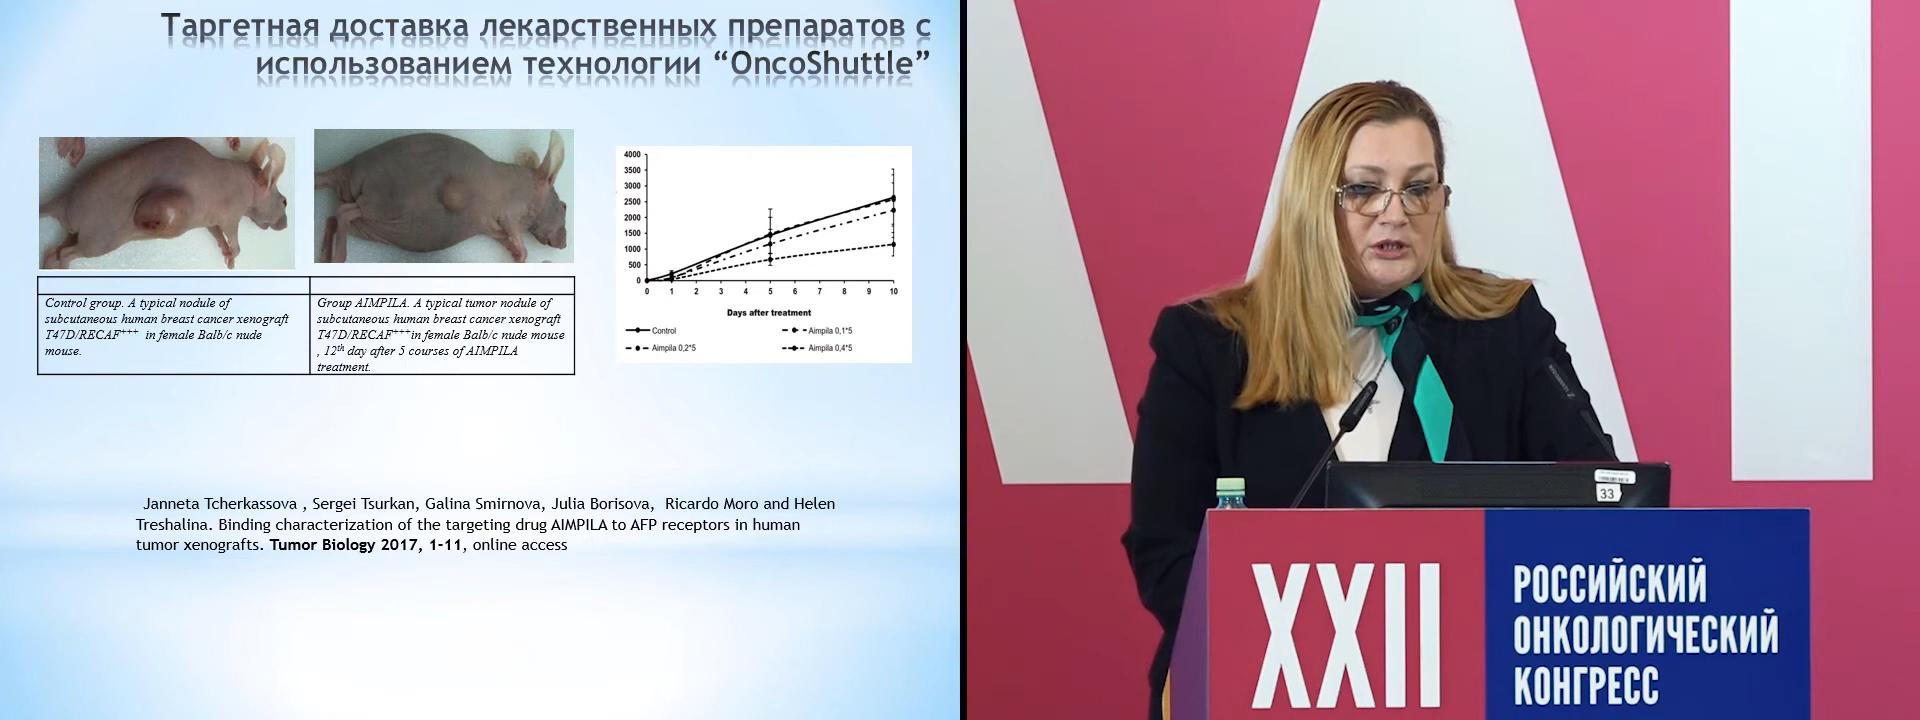 Таргетная доставка лекарственных препаратов с
использованием технологии “OncoShuttle”
Control group. A typical nodule of
subcutaneous human breast cancer xenograft
T47D/RECAF+++ in female Balb/c nude
mouse.
Group AIMPILA. A typical tumor nodule of
subcutaneous human breast cancer xenograft
T47D/RECAF+++in female Balb/c nude mouse
, 12th day after 5 courses of AIMPILA
treatment.
4000
3500
3000
2500
2000
1500
1000
500
0
0 1 2 3 4 5 6 7 8 9 10
Days after treatment
Control
Aimpila 0,1*5
Aimpila 0,2*5
Aimpila 0,4*5
Janneta Tcherkassova , Sergei Tsurkan, Galina Smirnova, Julia Borisova, Ricardo Moro and Helen
Treshalina. Binding characterization of the targeting drug AIMPILA to AFP receptors in human
tumor xenografts. Tumor Biology 2017, 1-11, online access
33
XXII
РОССИЙСКИЙ
ОНКОЛОГИЧЕСКИЙ
КОНГРЕСС